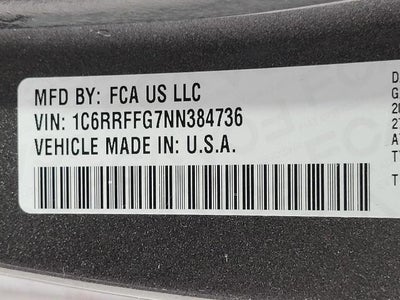 MFD BY: FCA US LLC
VIN: 1C6RRFFG7NN384736
VEHICLE MADE IN: U.S.A.